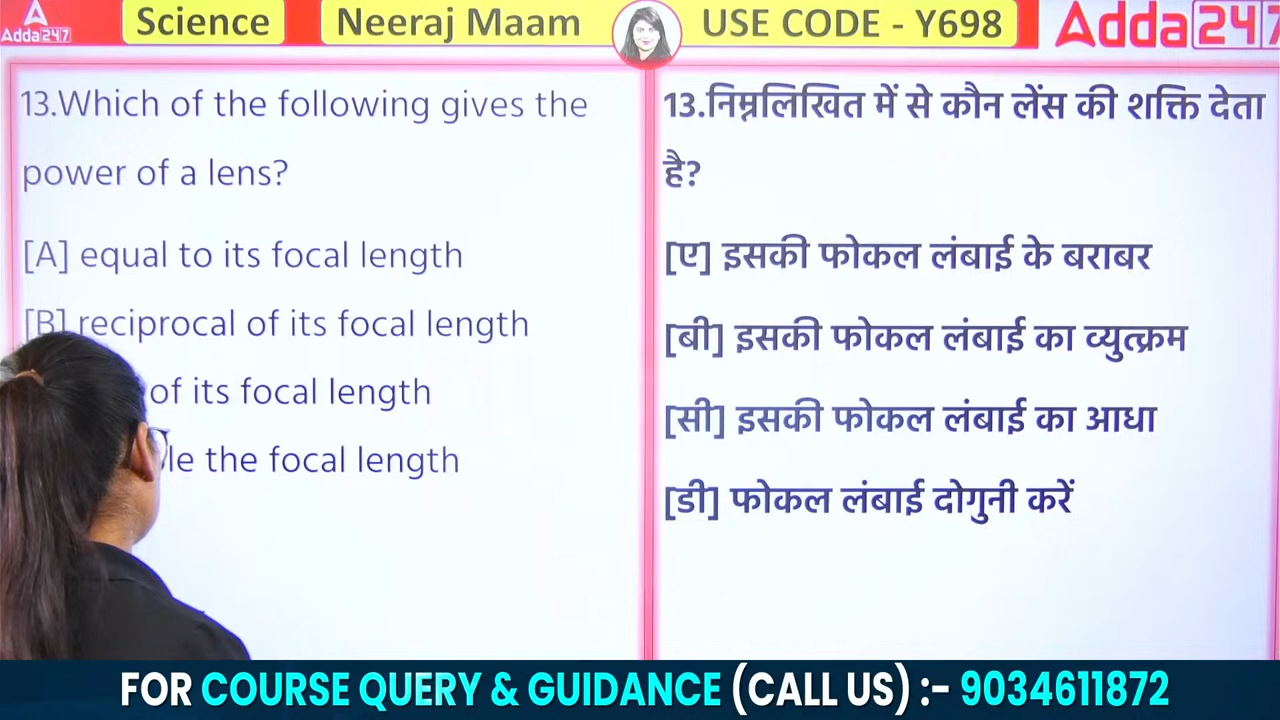 Adda247
Science
Neeraj Maam
USE CODE - Y698
Adda 247
13.Which of the following gives the
power of a lens?
[A] equal to its focal length
[B] reciprocal of its focal length
of its focal length
the focal length
13.निम्नलिखित में से कौन लेंस की शक्ति देता
है?
[ए] इसकी फोकल लंबाई के बराबर
[बी] इसकी फोकल लंबाई का व्युत्क्रम
[सी] इसकी फोकल लंबाई का आधा
[डी] फोकल लंबाई दोगुनी करें
FOR COURSE QUERY & GUIDANCE (CALL US) :- 9034611872